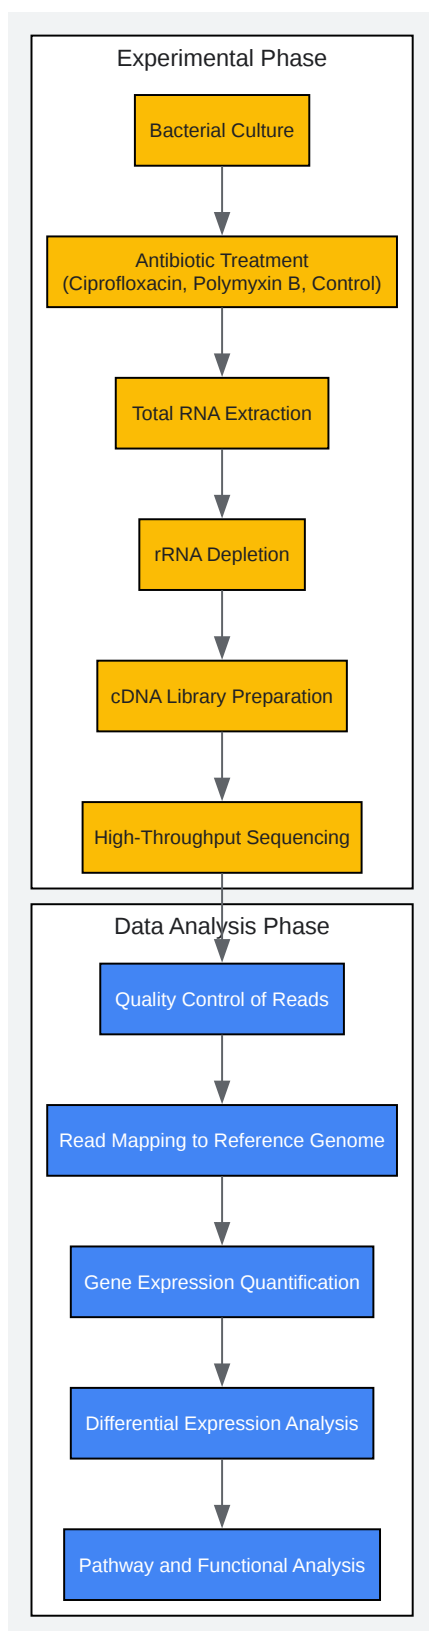 Experimental Phase
Bacterial Culture
Antibiotic Treatment
(Ciprofloxacin, Polymyxin B, Control)
Total RNA Extraction
rRNA Depletion
cDNA Library Preparation
High-Throughput Sequencing
Data Analysis Phase
Quality Control of Reads
Read Mapping to Reference Genome
Gene Expression Quantification
Differential Expression Analysis
Pathway and Functional Analysis